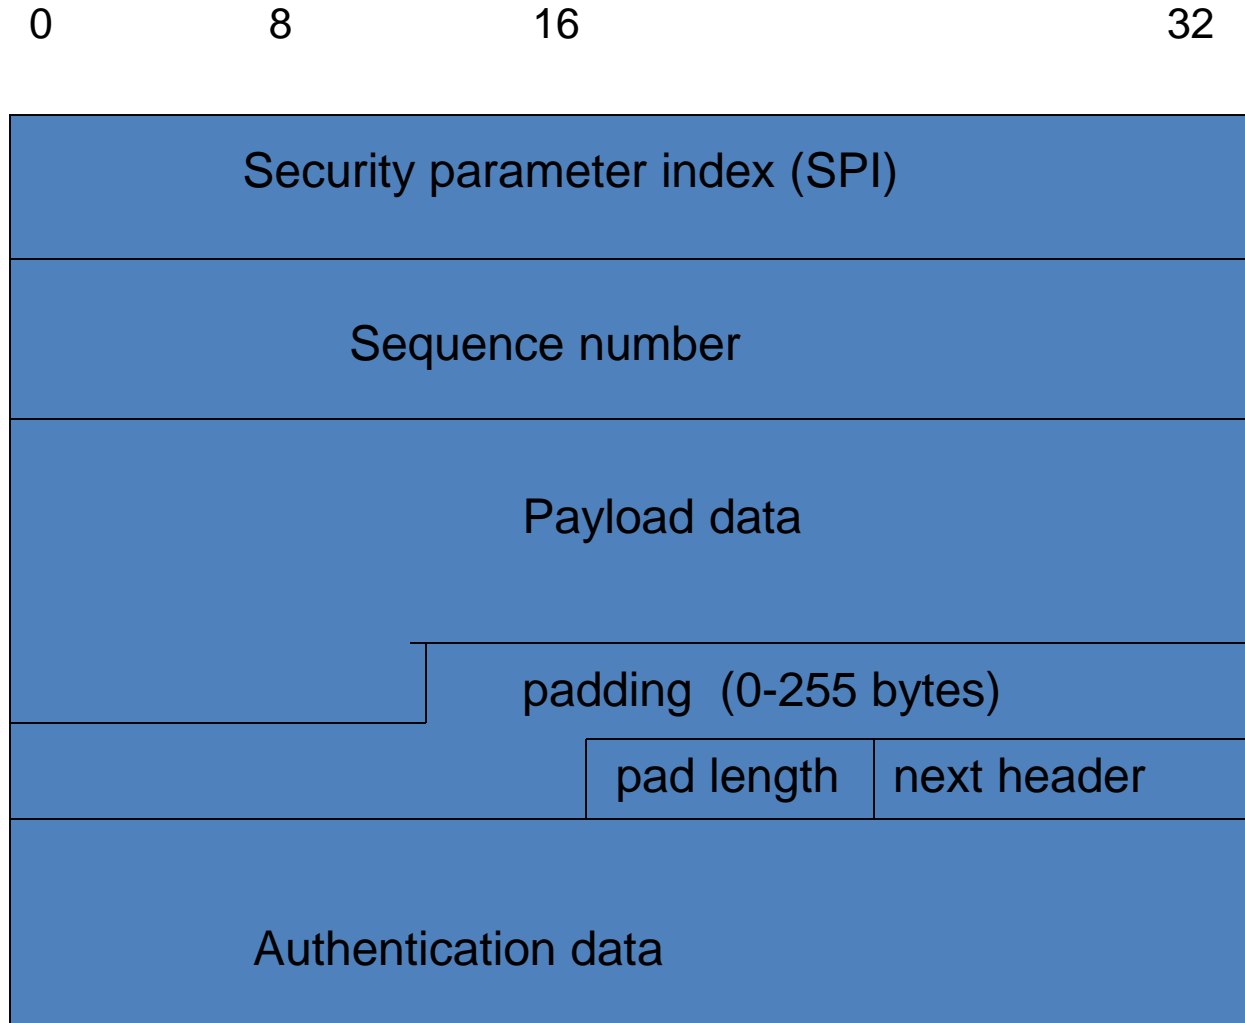 0 8 16 32
Security parameter index (SPI)
Sequence number
Payload data
padding (0-255 bytes)
pad length next header
Authentication data